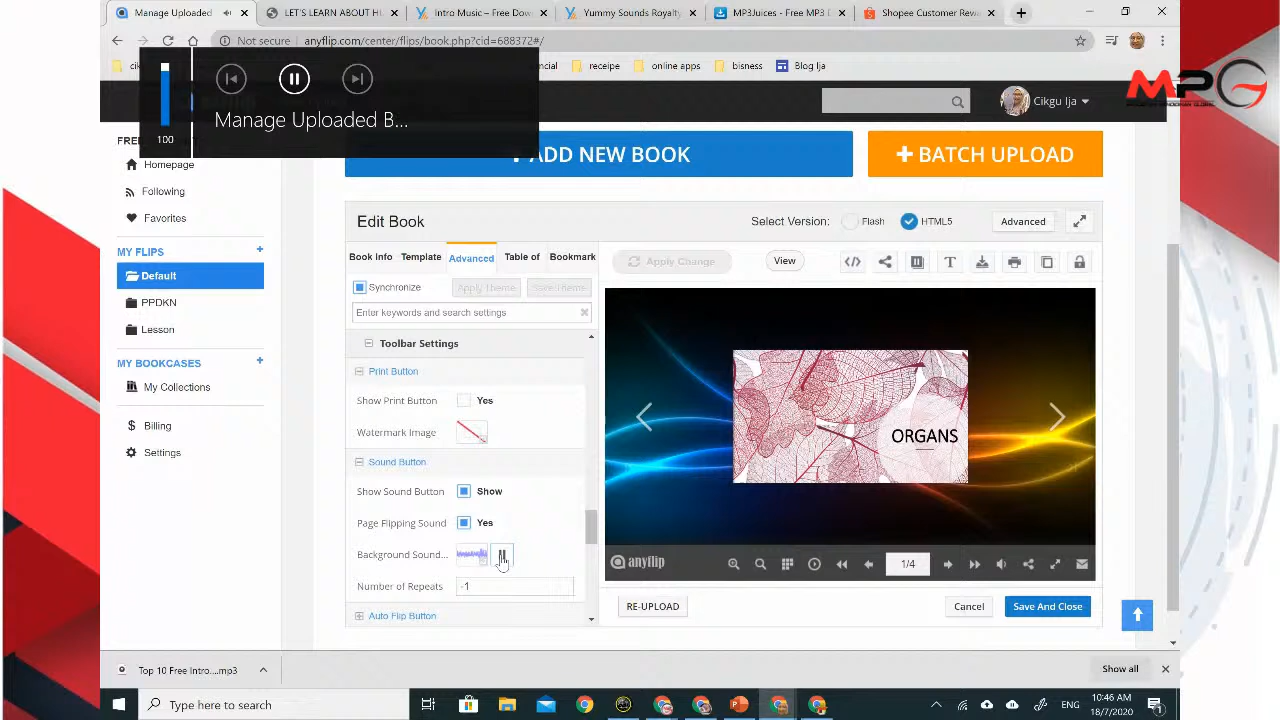 Manage Uploaded
LET'S LEARN ABOUT HU
Intro Music – Free Dow
Yummy Sounds Royalty
MP3Juices - Free MP3 D
Shopee Customer Rewa
Not secure | anyflip.com/center/flips/book.php?cid=688372#/
receipe
online apps
bisness
Blog Ija
100
Manage Uploaded B...
Cikgu Ija
MPG
ADD NEW BOOK
+ BATCH UPLOAD
Homepage
Following
Favorites
MY FLIPS
Default
PPDKN
Lesson
MY BOOKCASES
My Collections
Billing
Settings
Edit Book
Select Version:
Flash
HTML5
Advanced
Book info
Template
Advanced
Table of
Bookmark
Apply Change
View
Synchronize
Apply Theme
Save Theme
Enter keywords and search settings
Toolbar Settings
Print Button
Show Print Button
Yes
Watermark Image
Sound Button
Show Sound Button
Show
Page Flipping Sound
Yes
Background Sound...
Number of Repeats
-1
Auto Flip Button
ORGANS
anyflip
1/4
RE-UPLOAD
Cancel
Save And Close
Top 10 Free Intro....mp3
Show all
Type here to search
ENG
10:46 AM
18/7/2020